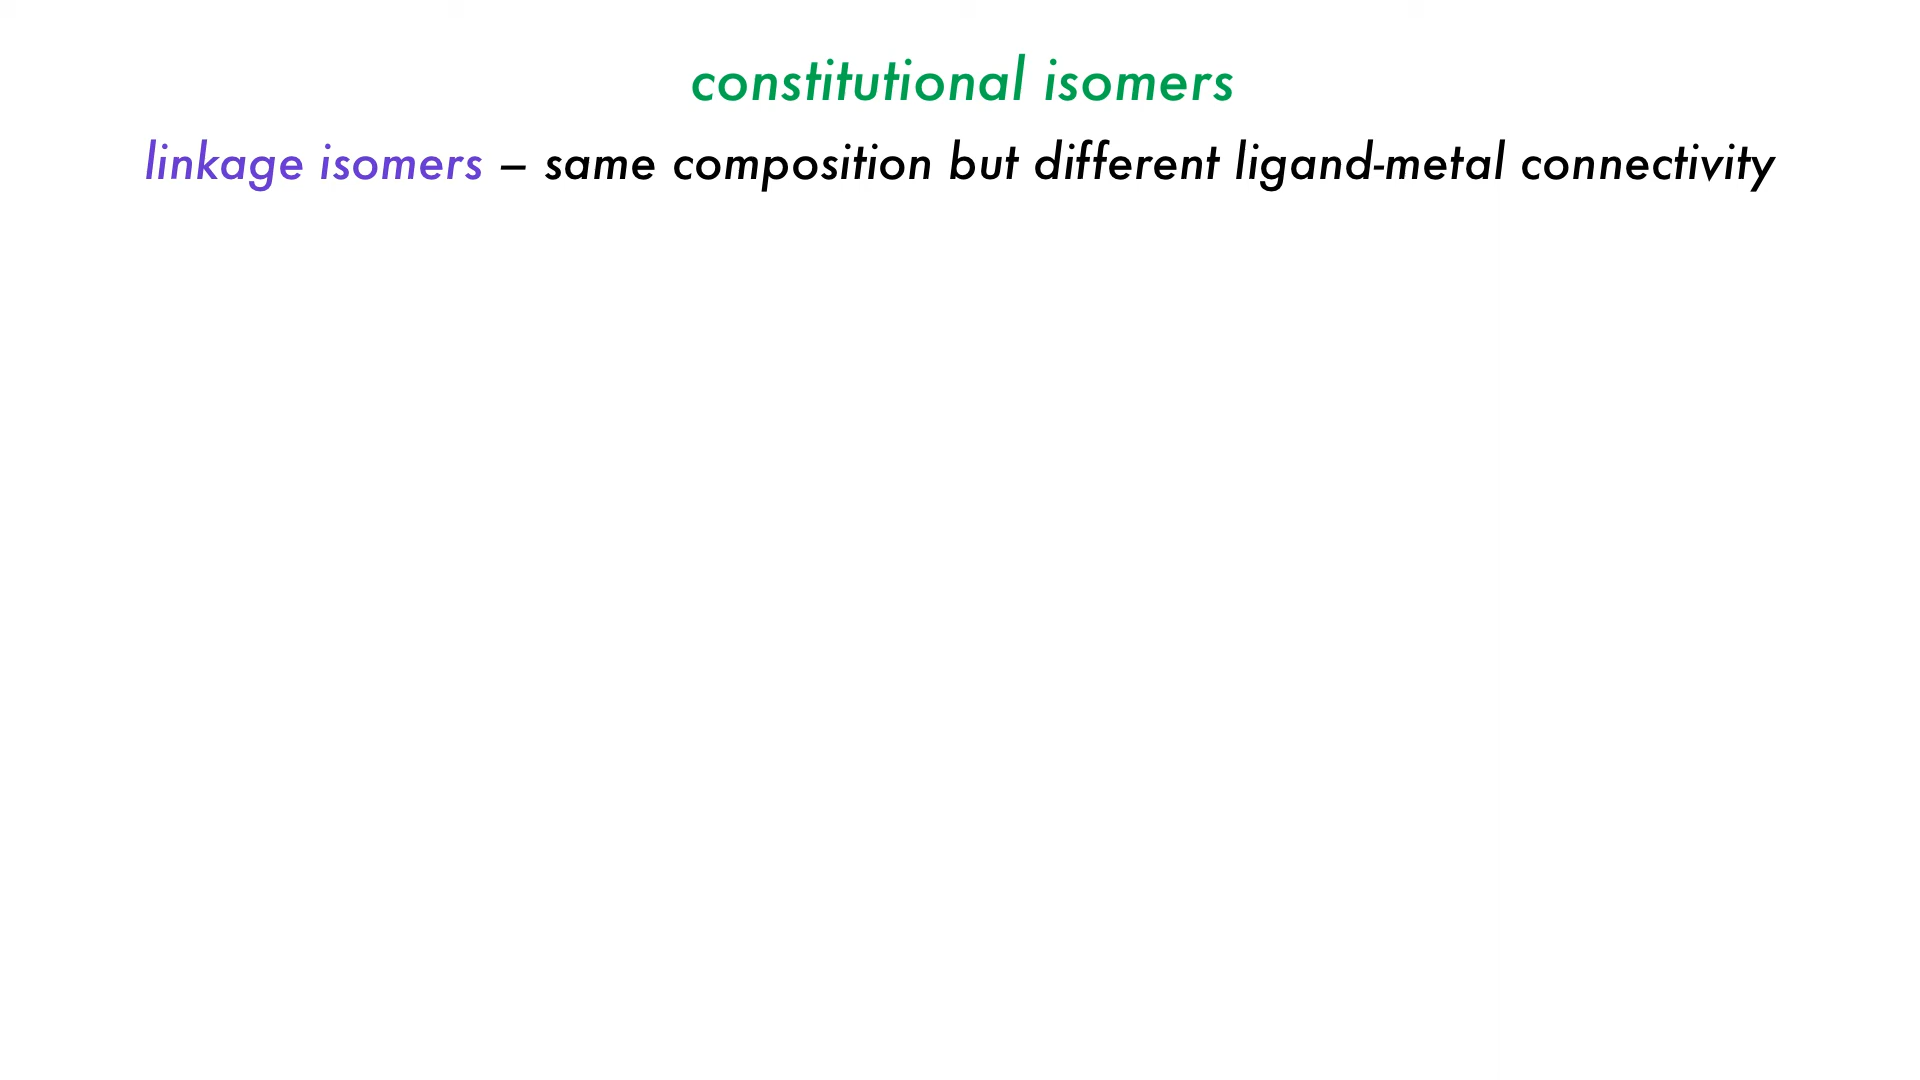 constitutional isomers
linkage isomers – same composition but different ligand-metal connectivity